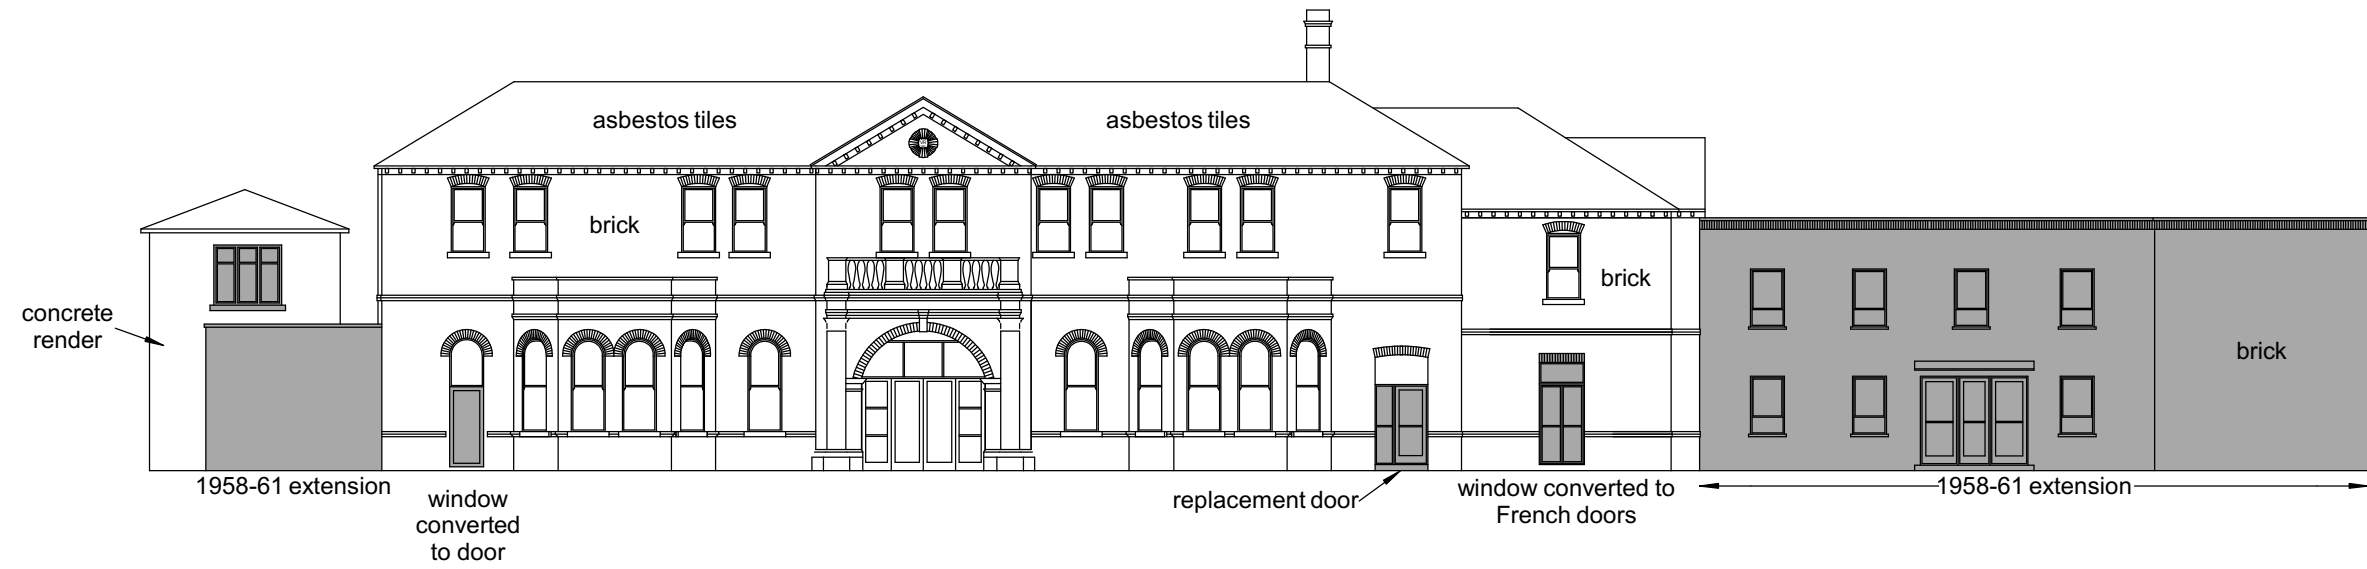 asbestos tiles
asbestos tiles
brick
brick
concrete
render
brick
1958-61 extension
window
converted
to door
replacement door
window converted to
French doors
1958-61 extension